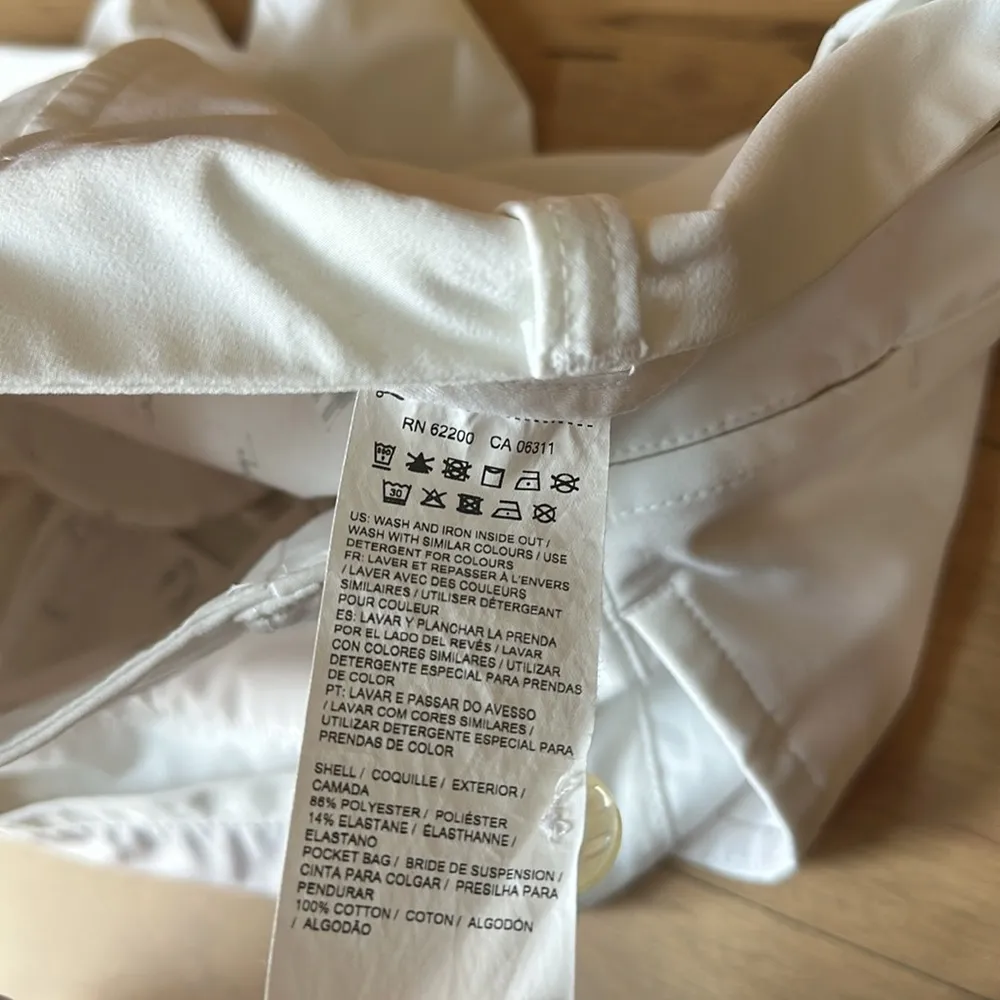 RN 62200 CA 06311
30
US: WASH AND IRON INSIDE OUT /
WASH WITH SIMILAR COLOURS / USE
DETERGENT FOR COLOURS
FR: LAVER ET REPASSER À L'ENVERS
/ LAVER AVEC DES COULEURS
SIMILAIRES / UTILISER DÉTERGEANT
POUR COULEUR
ES: LAVAR Y PLANCHAR LA PRENDA
POR EL LADO DEL REVÉS / LAVAR
CON COLORES SIMILARES / UTILIZAR
DETERGENTE ESPECIAL PARA PRENDAS
DE COLOR
PT: LAVAR E PASSAR DO AVESSO
/ LAVAR COM CORES SIMILARES /
UTILIZAR DETERGENTE ESPECIAL PARA
PRENDAS DE COLOR
SHELL / COQUILLE / EXTERIOR /
CAMADA
86% POLYESTER / POLIÉSTER
14% ELASTANE / ÉLASTHANNE /
ELASTANO
POCKET BAG / BRIDE DE SUSPENSION /
CINTA PARA COLGAR / PRESILHA PARA
PENDURAR
100% COTTON / COTON / ALGODÓN
/ ALGODÃO